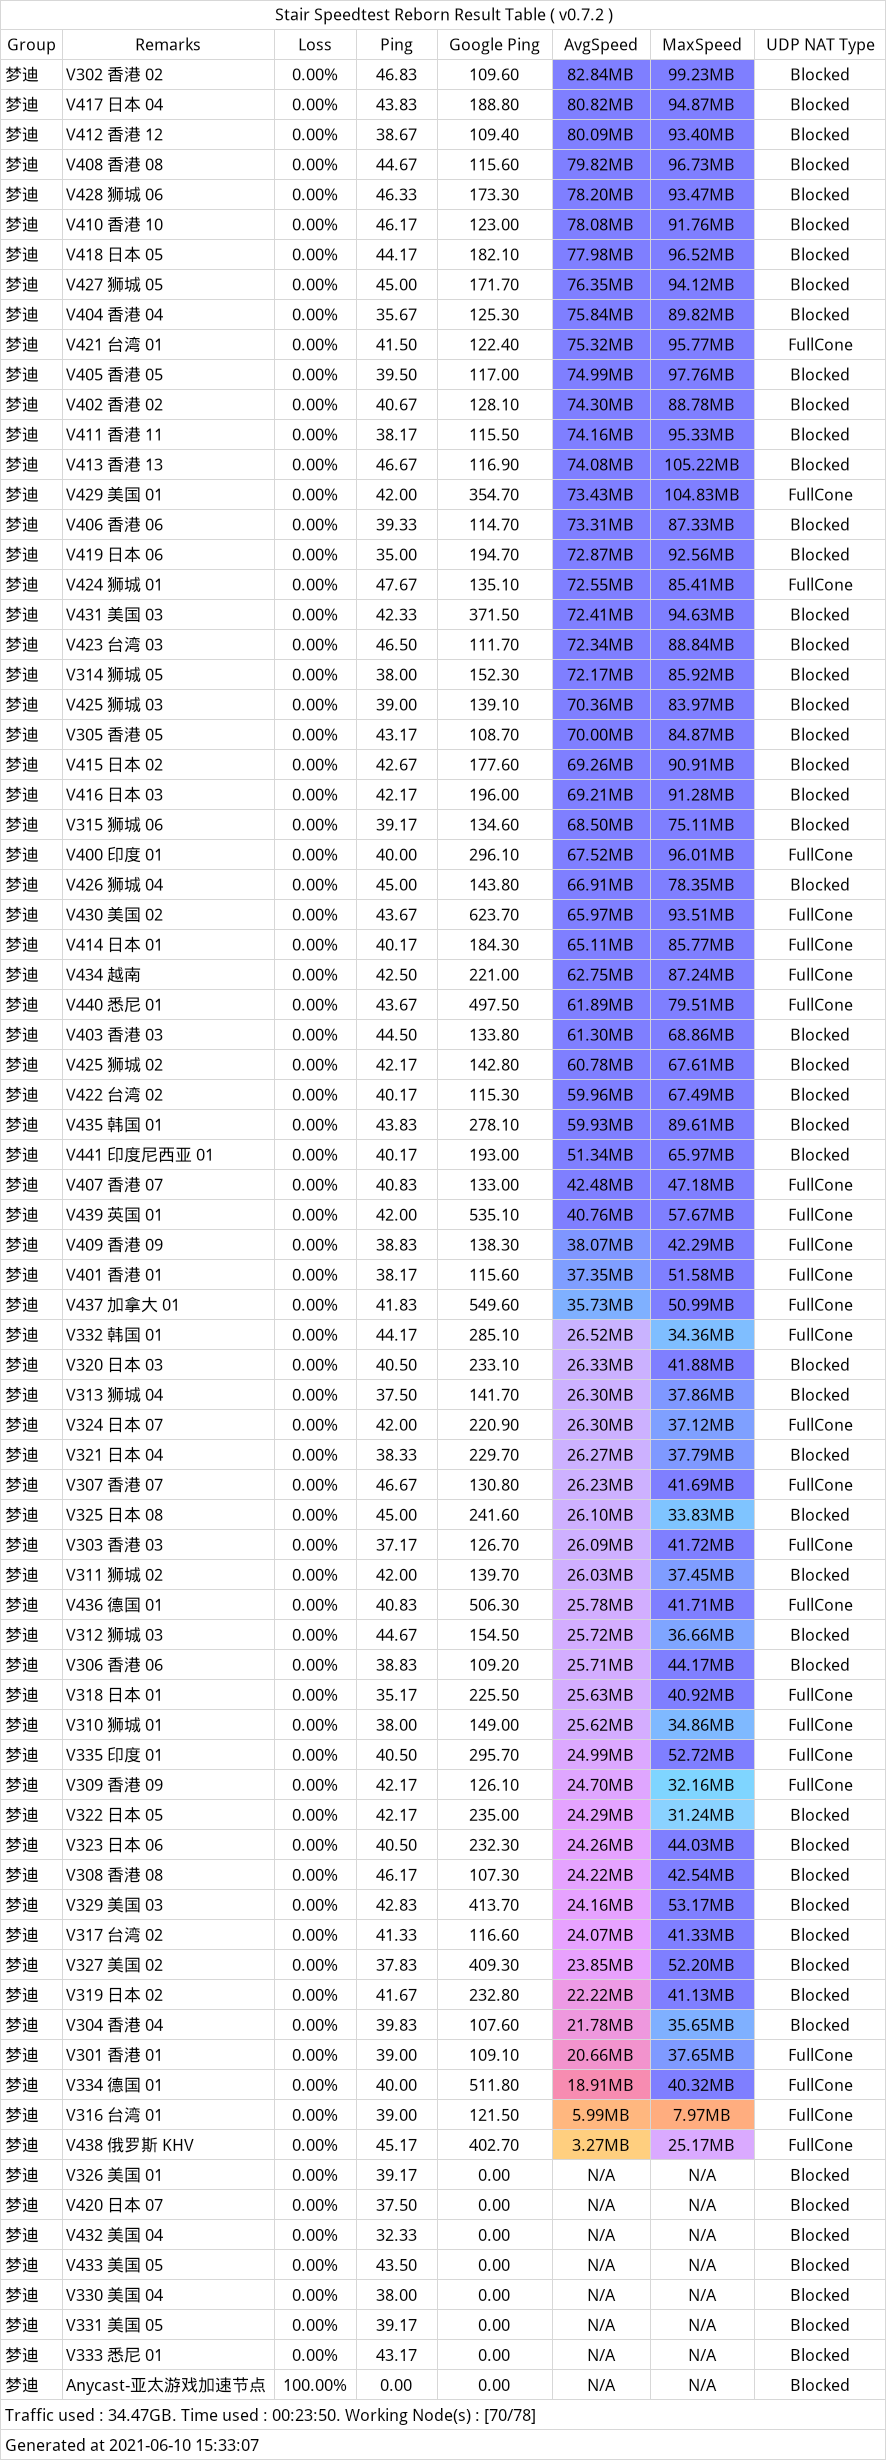 Stair Speedtest Reborn Result Table ( v0.7.2 )
Group Remarks Loss Ping Google Ping AvgSpeed MaxSpeed UDP NAT Type
梦迪 V302 香港 02 0.00% 46.83 109.60 82.84MB 99.23MB Blocked
梦迪 V417 日本 04 0.00% 43.83 188.80 80.82MB 94.87MB Blocked
梦迪 V412 香港 12 0.00% 38.67 109.40 80.09MB 93.40MB Blocked
梦迪 V408 香港 08 0.00% 44.67 115.60 79.82MB 96.73MB Blocked
梦迪 V428 狮城 06 0.00% 46.33 173.30 78.20MB 93.47MB Blocked
梦迪 V410 香港 10 0.00% 46.17 123.00 78.08MB 91.76MB Blocked
梦迪 V418 日本 05 0.00% 44.17 182.10 77.98MB 96.52MB Blocked
梦迪 V427 狮城 05 0.00% 45.00 171.70 76.35MB 94.12MB Blocked
梦迪 V404 香港 04 0.00% 35.67 125.30 75.84MB 89.82MB Blocked
梦迪 V421 台湾 01 0.00% 41.50 122.40 75.32MB 95.77MB FullCone
梦迪 V405 香港 05 0.00% 39.50 117.00 74.99MB 97.76MB Blocked
梦迪 V402 香港 02 0.00% 40.67 128.10 74.30MB 88.78MB Blocked
梦迪 V411 香港 11 0.00% 38.17 115.50 74.16MB 95.33MB Blocked
梦迪 V413 香港 13 0.00% 46.67 116.90 74.08MB 105.22MB Blocked
梦迪 V429 美国 01 0.00% 42.00 354.70 73.43MB 104.83MB FullCone
梦迪 V406 香港 06 0.00% 39.33 114.70 73.31MB 87.33MB Blocked
梦迪 V419 日本 06 0.00% 35.00 194.70 72.87MB 92.56MB Blocked
梦迪 V424 狮城 01 0.00% 47.67 135.10 72.55MB 85.41MB FullCone
梦迪 V431 美国 03 0.00% 42.33 371.50 72.41MB 94.63MB Blocked
梦迪 V423 台湾 03 0.00% 46.50 111.70 72.34MB 88.84MB Blocked
梦迪 V314 狮城 05 0.00% 38.00 152.30 72.17MB 85.92MB Blocked
梦迪 V425 狮城 03 0.00% 39.00 139.10 70.36MB 83.97MB Blocked
梦迪 V305 香港 05 0.00% 43.17 108.70 70.00MB 84.87MB Blocked
梦迪 V415 日本 02 0.00% 42.67 177.60 69.26MB 90.91MB Blocked
梦迪 V416 日本 03 0.00% 42.17 196.00 69.21MB 91.28MB Blocked
梦迪 V315 狮城 06 0.00% 39.17 134.60 68.50MB 75.11MB Blocked
梦迪 V400 印度 01 0.00% 40.00 296.10 67.52MB 96.01MB FullCone
梦迪 V426 狮城 04 0.00% 45.00 143.80 66.91MB 78.35MB Blocked
梦迪 V430 美国 02 0.00% 43.67 623.70 65.97MB 93.51MB FullCone
梦迪 V414 日本 01 0.00% 40.17 184.30 65.11MB 85.77MB FullCone
梦迪 V434 越南 0.00% 42.50 221.00 62.75MB 87.24MB FullCone
梦迪 V440 悉尼 01 0.00% 43.67 497.50 61.89MB 79.51MB FullCone
梦迪 V403 香港 03 0.00% 44.50 133.80 61.30MB 68.86MB Blocked
梦迪 V425 狮城 02 0.00% 42.17 142.80 60.78MB 67.61MB Blocked
梦迪 V422 台湾 02 0.00% 40.17 115.30 59.96MB 67.49MB Blocked
梦迪 V435 韩国 01 0.00% 43.83 278.10 59.93MB 89.61MB Blocked
梦迪 V441 印度尼西亚 01 0.00% 40.17 193.00 51.34MB 65.97MB Blocked
梦迪 V407 香港 07 0.00% 40.83 133.00 42.48MB 47.18MB FullCone
梦迪 V439 英国 01 0.00% 42.00 535.10 40.76MB 57.67MB FullCone
梦迪 V409 香港 09 0.00% 38.83 138.30 38.07MB 42.29MB FullCone
梦迪 V401 香港 01 0.00% 38.17 115.60 37.35MB 51.58MB FullCone
梦迪 V437 加拿大 01 0.00% 41.83 549.60 35.73MB 50.99MB FullCone
梦迪 V332 韩国 01 0.00% 44.17 285.10 26.52MB 34.36MB FullCone
梦迪 V320 日本 03 0.00% 40.50 233.10 26.33MB 41.88MB Blocked
梦迪 V313 狮城 04 0.00% 37.50 141.70 26.30MB 37.86MB Blocked
梦迪 V324 日本 07 0.00% 42.00 220.90 26.30MB 37.12MB FullCone
梦迪 V321 日本 04 0.00% 38.33 229.70 26.27MB 37.79MB Blocked
梦迪 V307 香港 07 0.00% 46.67 130.80 26.23MB 41.69MB FullCone
梦迪 V325 日本 08 0.00% 45.00 241.60 26.10MB 33.83MB Blocked
梦迪 V303 香港 03 0.00% 37.17 126.70 26.09MB 41.72MB FullCone
梦迪 V311 狮城 02 0.00% 42.00 139.70 26.03MB 37.45MB Blocked
梦迪 V436 德国 01 0.00% 40.83 506.30 25.78MB 41.71MB FullCone
梦迪 V312 狮城 03 0.00% 44.67 154.50 25.72MB 36.66MB Blocked
梦迪 V306 香港 06 0.00% 38.83 109.20 25.71MB 44.17MB Blocked
梦迪 V318 日本 01 0.00% 35.17 225.50 25.63MB 40.92MB FullCone
梦迪 V310 狮城 01 0.00% 38.00 149.00 25.62MB 34.86MB FullCone
梦迪 V335 印度 01 0.00% 40.50 295.70 24.99MB 52.72MB FullCone
梦迪 V309 香港 09 0.00% 42.17 126.10 24.70MB 32.16MB FullCone
梦迪 V322 日本 05 0.00% 42.17 235.00 24.29MB 31.24MB Blocked
梦迪 V323 日本 06 0.00% 40.50 232.30 24.26MB 44.03MB Blocked
梦迪 V308 香港 08 0.00% 46.17 107.30 24.22MB 42.54MB Blocked
梦迪 V329 美国 03 0.00% 42.83 413.70 24.16MB 53.17MB Blocked
梦迪 V317 台湾 02 0.00% 41.33 116.60 24.07MB 41.33MB Blocked
梦迪 V327 美国 02 0.00% 37.83 409.30 23.85MB 52.20MB Blocked
梦迪 V319 日本 02 0.00% 41.67 232.80 22.22MB 41.13MB Blocked
梦迪 V304 香港 04 0.00% 39.83 107.60 21.78MB 35.65MB Blocked
梦迪 V301 香港 01 0.00% 39.00 109.10 20.66MB 37.65MB FullCone
梦迪 V334 德国 01 0.00% 40.00 511.80 18.91MB 40.32MB FullCone
梦迪 V316 台湾 01 0.00% 39.00 121.50 5.99MB 7.97MB FullCone
梦迪 V438 俄罗斯 KHV 0.00% 45.17 402.70 3.27MB 25.17MB FullCone
梦迪 V326 美国 01 0.00% 39.17 0.00 N/A N/A Blocked
梦迪 V420 日本 07 0.00% 37.50 0.00 N/A N/A Blocked
梦迪 V432 美国 04 0.00% 32.33 0.00 N/A N/A Blocked
梦迪 V433 美国 05 0.00% 43.50 0.00 N/A N/A Blocked
梦迪 V330 美国 04 0.00% 38.00 0.00 N/A N/A Blocked
梦迪 V331 美国 05 0.00% 39.17 0.00 N/A N/A Blocked
梦迪 V333 悉尼 01 0.00% 43.17 0.00 N/A N/A Blocked
梦迪 Anycast-亚太游戏加速节点 100.00% 0.00 0.00 N/A N/A Blocked
Traffic used : 34.47GB. Time used : 00:23:50. Working Node(s) : [70/78]
Generated at 2021-06-10 15:33:07